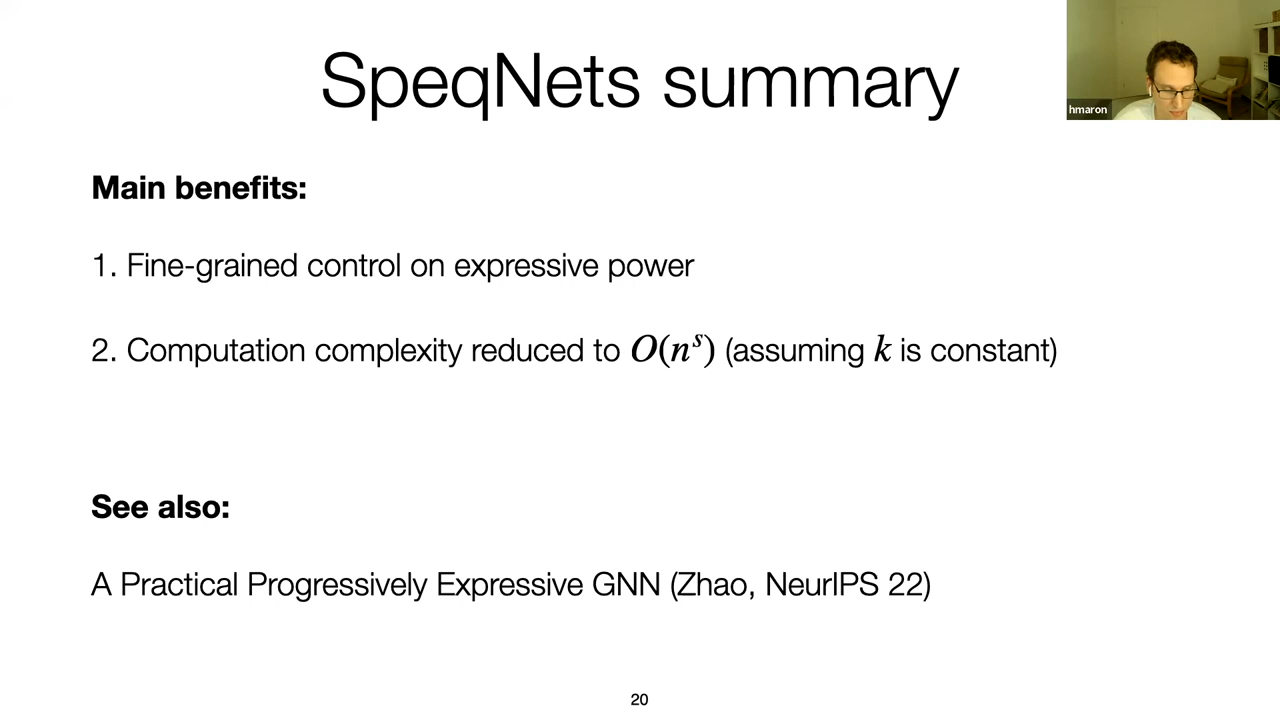 SpeqNets summary
hmaron
Main benefits:
1. Fine-grained control on expressive power
2. Computation complexity reduced to O(nˢ) (assuming k is constant)
See also:
A Practical Progressively Expressive GNN (Zhao, NeurIPS 22)
20